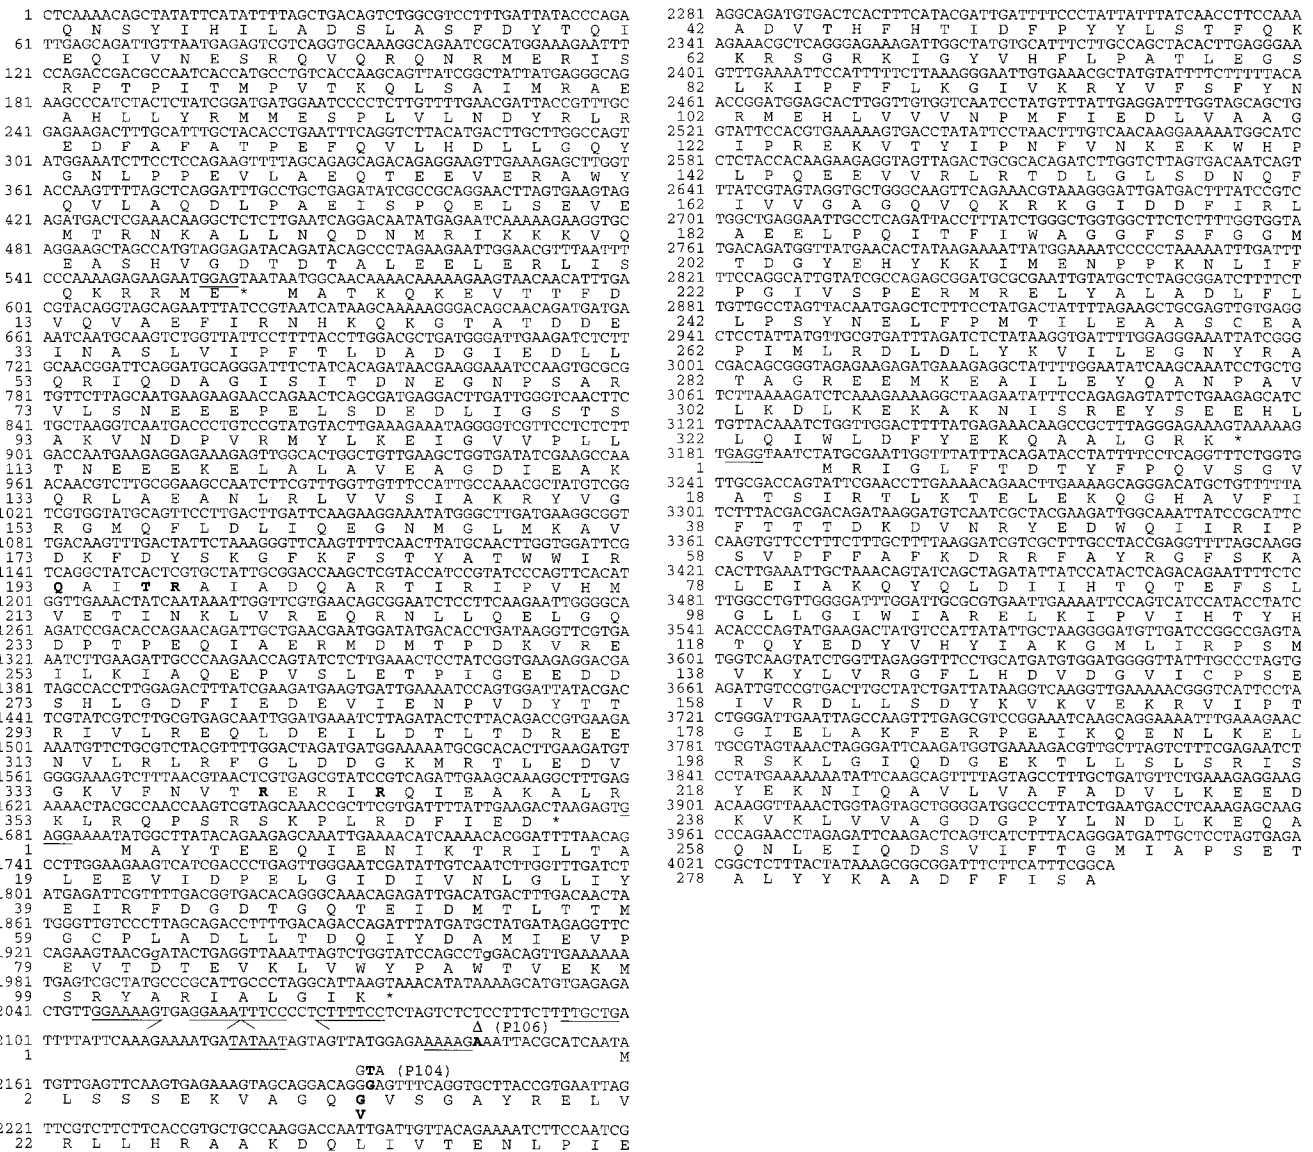 1 CTCAAAACAGCTATATTCATATTTTAGCTGACAGTCTGGCGTCCTTTGATTATACCCAGA
Q N S Y I H I L A D S L A S F D Y T Q I
61 TTGAGCAGATTGTTAATGAGAGTCGTCAGGTGCAAAGGCAGAATCGCATGGAAAGAATTT
E Q I V N E S R Q V Q R Q N R M E R I S
121 CCAGACCGACGCCAATCACCATGCCTGTCACCAAGCAGTTATCGGCTATTATGAGGGCAG
R P T P I T M P V T K Q L S A I M R A E
181 AAGCCCATCTACTCTATCGGATGATGGAATCCCCTCTTGTTTTGAACGATTACCGTTTGC
A H L L Y R M M E S P L V L N D Y R L R
241 GAGAAGACTTTGCATTTGCTACACCTGAATTTCAGGTCTTACATGACTTGCTTGGCCAGT
E D F A F A T P E F Q V L H D L L G Q Y
301 ATGGAAATCTTCCTCCAGAAGTTTTAGCAGAGCAGACAGAGGAAGTTGAAAGAGCTTGGT
G N L P P E V L A E Q T E E V E R A W Y
361 ACCAAGTTTTAGCTCAGGATTTGCCTGCTGAGATATCGCCGCAGGAACTTAGTGAAGTAG
Q V L A Q D L P A E I S P Q E L S E V E
421 AGATGACTCGAAACAAGGCTCTCTTGAATCAGGACAATATGAGAATCAAAAAGAAGGTGC
M T R N K A L L N Q D N M R I K K K V Q
481 AGGAAGCTAGCCATGTAGGAGATACAGATACAGCCCTAGAAGAATTGGAACGTTTAATTT
E A S H V G D T D T A L E E L E R L I S
541 CCCAAAAGAGAAGAATGGAGTAATAATGGCAACAAAACAAAAAGAAGTAACAACATTTGA
Q K R R M E * M A T K Q K E V T T F D
601 CGTACAGGTAGCAGAATTTATCCGTAATCATAAGCAAAAAGGGACAGCAACAGATGATGA
13 V Q V A E F I R N H K Q K G T A T D D E
661 AATCAATGCAAGTCTGGTTATTCCTTTTACCTTGGACGCTGATGGGATTGAAGATCTCTT
33 I N A S L V I P F T L D A D G I E D L L
721 GCAACGGATTCAGGATGCAGGGATTTCTATCACAGATAACGAAGGAAATCCAAGTGCGCG
53 Q R I Q D A G I S I T D N E G N P S A R
781 TGTTCTTAGCAATGAAGAAGAACCAGAACTCAGCGATGAGGACTTGATTGGGTCAACTTC
73 V L S N E E E P E L S D E D L I G S T S
841 TGCTAAGGTCAATGACCCTGTCCGTATGTACTTGAAAGAAATAGGGGTCGTTCCTCTCTT
93 A K V N D P V R M Y L K E I G V V P L L
901 GACCAATGAAGAGGAGAAAGAGTTGGCACTGGCTGTTGAAGCTGGTGATATCGAAGCCAA
113 T N E E E K E L A L A V E A G D I E A K
961 ACAACGTCTTGCGGAAGCCAATCTTCGTTTGGTTGTTTCCATTGCCAAACGCTATGTCGG
133 Q R L A E A N L R L V V S I A K R Y V G
1021 TCGTGGTATGCAGTTCCTTGACTTGATTCAAGAAGGAAATATGGGCTTGATGAAGGCGGT
153 R G M Q F L D L I Q E G N M G L M K A V
1081 TGACAAGTTTGACTATTCTAAAGGGTTCAAGTTTTCAACTTATGCAACTTGGTGGATTCG
173 D K F D Y S K G F K F S T Y A T W W I R
1141 TCAGGCTATCACTCGTGCTATTGCGGACCAAGCTCGTACCATCCGTATCCCAGTTCACAT
193 Q A I T R A I A D Q A R T I R I P V H M
1201 GGTTGAAACTATCAATAAATTGGTTCGTGAACAGCGGAATCTCCTTCAAGAATTGGGGCA
213 V E T I N K L V R E Q R N L L Q E L G Q
1261 AGATCCGACACCAGAACAGATTGCTGAACGAATGGATATGACACCTGATAAGGTTCGTGA
233 D P T P E Q I A E R M D M T P D K V R E
1321 AATCTTGAAGATTGCCCAAGAACCAGTATCTCTTGAAACTCCTATCGGTGAAGAGGACGA
253 I L K I A Q E P V S L E T P I G E E D D
1381 TAGCCACCTTGGAGACTTTATCGAAGATGAAGTGATTGAAAATCCAGTGGATTATACGAC
273 S H L G D F I E D E V I E N P V D Y T T
1441 TCGTATCGTCTTGCGTGAGCAATTGGATGAAATCTTAGATACTCTTACAGACCGTGAAGA
293 R I V L R E Q L D E I L D T L T D R E E
1501 AAATGTTCTGCGTCTACGTTTTGGACTAGATGATGGAAAAATGCGCACACTTGAAGATGT
313 N V L R L R F G L D D G K M R T L E D V
1561 GGGGAAAGTCTTTAACGTAACTCGTGAGCGTATCCGTCAGATTGAAGCAAAGGCTTTGAG
333 G K V F N V T R E R I R Q I E A K A L R
1621 AAAACTACGCCAACCAAGTCGTAGCAAACCGCTTCGTGATTTTATTGAAGACTAAGAGTG
353 K L R Q P S R S K P L R D F I E D *
1681 AGGAAAATATGGCTTATACAGAAGAGCAAATTGAAAACATCAAAACACGGATTTTAACAG
1 M A Y T E E Q I E N I K T R I L T A
1741 CCTTGGAAGAAGTCATCGACCCTGAGTTGGGAATCGATATTGTCAATCTTGGTTTGATCT
19 L E E V I D P E L G I D I V N L G L I Y
1801 ATGAGATTCGTTTTGACGGTGACACAGGGCAAACAGAGATTGACATGACTTTGACAACTA
39 E I R F D G D T G Q T E I D M T L T T M
1861 TGGGTTGTCCCTTAGCAGACCTTTTGACAGACCAGATTTATGATGCTATGATAGAGGTTC
59 G C P L A D L L T D Q I Y D A M I E V P
1921 CAGAAGTAACGgATACTGAGGTTAAATTAGTCTGGTATCCAGCCTgGACAGTTGAAAAAA
79 E V T D T E V K L V W Y P A W T V E K M
1981 TGAGTCGCTATGCCCGCATTGCCCTAGGCATTAAGTAAACATATAAAAGCATGTGAGAGA
99 S R Y A R I A L G I K *
2041 CTGTTGGAAAAGTGAGGAAATTTCCCCTCTTTTCCTCTAGTCTCTCCTTTCTTTTGCTGA
Δ (P106)
2101 TTTTATTCAAAGAAAATGATATAATAGTAGTTATGGAGAAAAAGAAATTACGCATCAATA
1 M
GTA (P104)
2161 TGTTGAGTTCAAGTGAGAAAGTAGCAGGACAGGGAGTTTCAGGTGCTTACCGTGAATTAG
2 L S S S E K V A G Q G V S G A Y R E L V
V
2221 TTCGTCTTCTTCACCGTGCTGCCAAGGACCAATTGATTGTTACAGAAAATCTTCCAATCG
22 R L L H R A A K D Q L I V T E N L P I E
2281 AGGCAGATGTGACTCACTTTCATACGATTGATTTTCCCTATTATTTATCAACCTTCCAAA
42 A D V T H F H T I D F P Y Y L S T F Q K
2341 AGAAACGCTCAGGGAGAAAGATTGGCTATGTGCATTTCTTGCCAGCTACACTTGAGGGAA
62 K R S G R K I G Y V H F L P A T L E G S
2401 GTTTGAAAATTCCATTTTTCTTAAAGGGAATTGTGAAACGCTATGTATTTTCTTTTTACA
82 L K I P F F L K G I V K R Y V F S F Y N
2461 ACCGGATGGAGCACTTGGTTGTGGTCAATCCTATGTTTATTGAGGATTTGGTAGCAGCTG
102 R M E H L V V V N P M F I E D L V A A G
2521 GTATTCCACGTGAAAAAGTGACCTATATTCCTAACTTTGTCAACAAGGAAAAATGGCATC
122 I P R E K V T Y I P N F V N K E K W H P
2581 CTCTACCACAAGAAGAGGTAGTTAGACTGCGCACAGATCTTGGTCTTAGTGACAATCAGT
142 L P Q E E V V R L R T D L G L S D N Q F
2641 TTATCGTAGTAGGTGCTGGGCAAGTTCAGAAACGTAAAGGGATTGATGACTTTATCCGTC
162 I V V G A G Q V Q K R K G I D D F I R L
2701 TGGCTGAGGAATTGCCTCAGATTACCTTTATCTGGGCTGGTGGCTTCTCTTTTGGTGGTA
182 A E E L P Q I T F I W A G G F S F G G M
2761 TGACAGATGGTTATGAACACTATAAGAAAATTATGGAAAATCCCCCTAAAAATTTGATTT
202 T D G Y E H Y K K I M E N P P K N L I F
2821 TTCCAGGCATTGTATCGCCAGAGCGGATGCGCGAATTGTATGCTCTAGCGGATCTTTTCT
222 P G I V S P E R M R E L Y A L A D L F L
2881 TGTTGCCTAGTTACAATGAGCTCTTTCCTATGACTATTTTAGAAGCTGCGAGTTGTGAGG
242 L P S Y N E L F P M T I L E A A S C E A
2941 CTCCTATTATGTTGCGTGATTTAGATCTCTATAAGGTGATTTTGGAGGGAAATTATCGGG
262 P I M L R D L D L Y K V I L E G N Y R A
3001 CGACAGCGGGTAGAGAAGAGATGAAAGAGGCTATTTTGGAATATCAAGCAAATCCTGCTG
282 T A G R E E M K E A I L E Y Q A N P A V
3061 TCTTAAAAGATCTCAAAGAAAAGGCTAAGAATATTTCCAGAGAGTATTCTGAAGAGCATC
302 L K D L K E K A K N I S R E Y S E E H L
3121 TGTTACAAATCTGGTTGGACTTTTATGAGAAACAAGCCGCTTTAGGGAGAAAGTAAAAAG
322 L Q I W L D F Y E K Q A A L G R K *
3181 TGAGGTAATCTATGCGAATTGGTTTATTTACAGATACCTATTTTCCTCAGGTTTCTGGTG
1 M R I G L F T D T Y F P Q V S G V
3241 TTGCGACCAGTATTCGAACCTTGAAAACAGAACTTGAAAAGCAGGGACATGCTGTTTTTA
18 A T S I R T L K T E L E K Q G H A V F I
3301 TCTTTACGACGACAGATAAGGATGTCAATCGCTACGAAGATTGGCAAATTATCCGCATTC
38 F T T T D K D V N R Y E D W Q I I R I P
3361 CAAGTGTTCCTTTCTTTGCTTTTAAGGATCGTCGCTTTGCCTACCGAGGTTTTAGCAAGG
58 S V P F F A F K D R R F A Y R G F S K A
3421 CACTTGAAATTGCTAAACAGTATCAGCTAGATATTATCCATACTCAGACAGAATTTTCTC
78 L E I A K Q Y Q L D I I H T Q T E F S L
3481 TTGGCCTGTTGGGGATTTGGATTGCGCGTGAATTGAAAATTCCAGTCATCCATACCTATC
98 G L L G I W I A R E L K I P V I H T Y H
3541 ACACCCAGTATGAAGACTATGTCCATTATATTGCTAAGGGGATGTTGATCCGGCCGAGTA
118 T Q Y E D Y V H Y I A K G M L I R P S M
3601 TGGTCAAGTATCTGGTTAGAGGTTTCCTGCATGATGTGGATGGGGTTATTTGCCCTAGTG
138 V K Y L V R G F L H D V D G V I C P S E
3661 AGATTGTCCGTGACTTGCTATCTGATTATAAGGTCAAGGTTGAAAAACGGGTCATTCCTA
158 I V R D L L S D Y K V K V E K R V I P T
3721 CTGGGATTGAATTAGCCAAGTTTGAGCGTCCGGAAATCAAGCAGGAAAATTTGAAAGAAC
178 G I E L A K F E R P E I K Q E N L K E L
3781 TGCGTAGTAAACTAGGGATTCAAGATGGTGAAAAGACGTTGCTTAGTCTTTCGAGAATCT
198 R S K L G I Q D G E K T L L S L S R I S
3841 CCTATGAAAAAAATATTCAAGCAGTTTTAGTAGCCTTTGCTGATGTTCTGAAAGAGGAAG
218 Y E K N I Q A V L V A F A D V L K E E D
3901 ACAAGGTTAAACTGGTAGTAGCTGGGGATGGCCCTTATCTGAATGACCTCAAAGAGCAAG
238 K V K L V V A G D G P Y L N D L K E Q A
3961 CCCAGAACCTAGAGATTCAAGACTCAGTCATCTTTACAGGGATGATTGCTCCTAGTGAGA
258 Q N L E I Q D S V I F T G M I A P S E T
4021 CGGCTCTTTACTATAAAGCGGCGGATTTCTTCATTTCGGCA
278 A L Y Y K A A D F F I S A